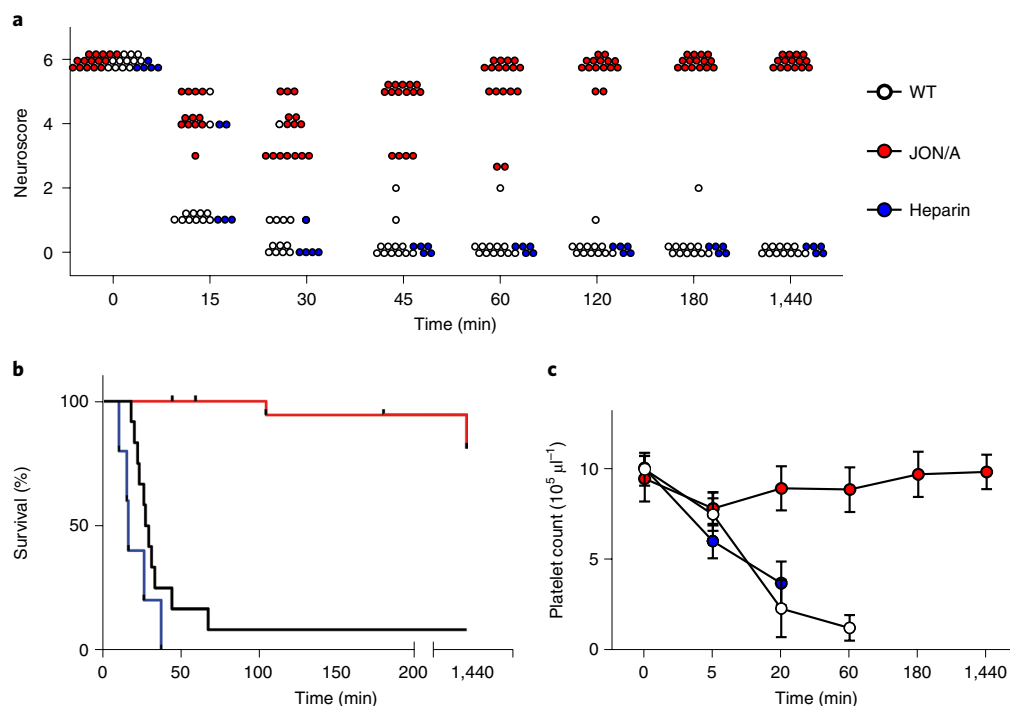 a
Neuroscore
6
4
2
0
0 15 30 45 60 120 180 1,440
Time (min)
WT
JON/A
Heparin
b
Survival (%)
100
50
0
0 50 100 150 200 1,440
Time (min)
c
Platelet count (10⁵ µl⁻¹)
10
5
0
0 5 20 60 180 1,440
Time (min)